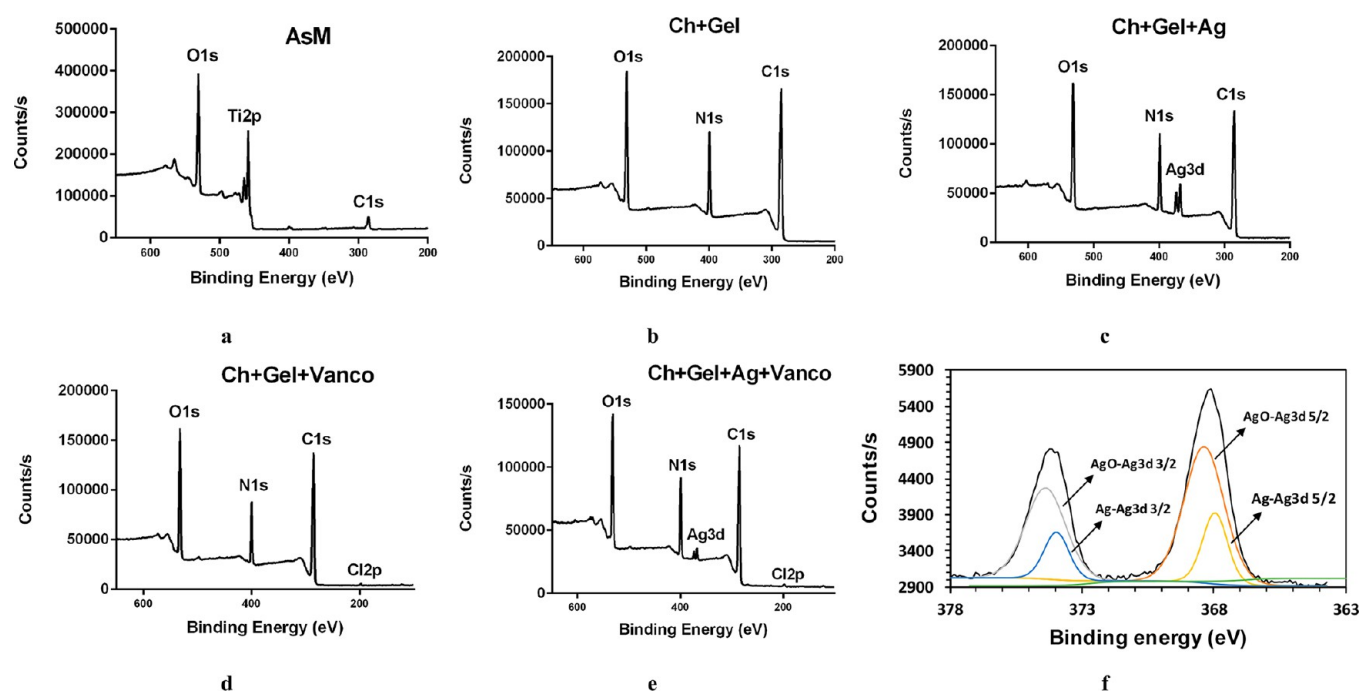 AsM
500000
400000
300000
200000
100000
0
Counts/s
O1s
Ti2p
C1s
600 500 400 300 200
Binding Energy (eV)
a
Ch+Gel
200000
150000
100000
50000
0
Counts/s
O1s
N1s
C1s
600 500 400 300 200
Binding Energy (eV)
b
Ch+Gel+Ag
200000
150000
100000
50000
0
Counts/s
O1s
N1s
Ag3d
C1s
600 500 400 300 200
Binding Energy (eV)
c
Ch+Gel+Vanco
200000
150000
100000
50000
0
Counts/s
O1s
N1s
C1s
Cl2p
600 400 200
Binding Energy (eV)
d
Ch+Gel+Ag+Vanco
150000
100000
50000
0
Counts/s
O1s
N1s
Ag3d
C1s
Cl2p
600 400 200
Binding Energy (eV)
e
5900
5400
4900
4400
3900
3400
2900
Counts/s
AgO-Ag3d 3/2
Ag-Ag3d 3/2
AgO-Ag3d 5/2
Ag-Ag3d 5/2
378 373 368 363
Binding energy (eV)
f